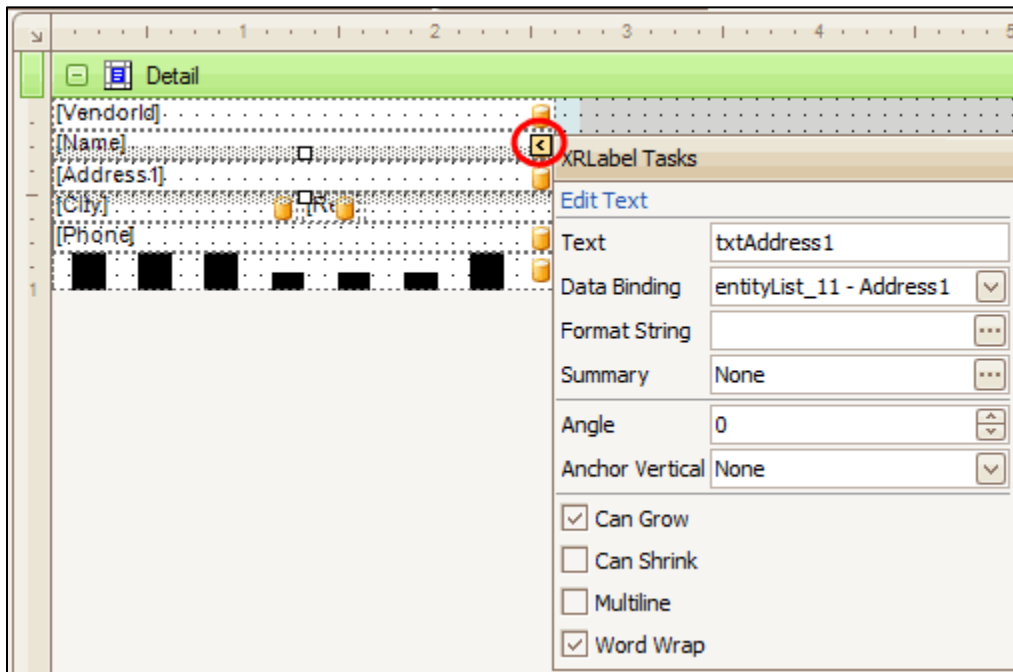 1 2 3 4 5
Detail
[VendorId]
[Name]
XRLabel Tasks
[Address1]
Edit Text
[City]
[Phone]
Text txtAddress1
Data Binding entityList_11 - Address1
1
Format String
Summary None
Angle 0
Anchor Vertical None
Can Grow
Can Shrink
Multiline
Word Wrap